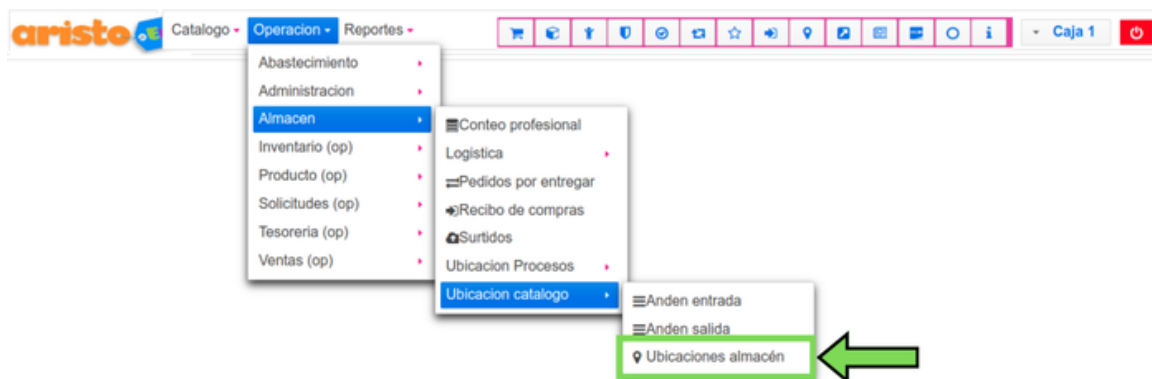 aristo.e
Catalogo Operacion Reportes Caja 1
Abastecimiento
Administracion
Almacen
Inventario (op)
Producto (op)
Solicitudes (op)
Tesoreria (op)
Ventas (op)
Conteo profesional
Logistica
Pedidos por entregar
Recibo de compras
Surtidos
Ubicacion Procesos
Ubicacion catalogo
Anden entrada
Anden salida
Ubicaciones almacén